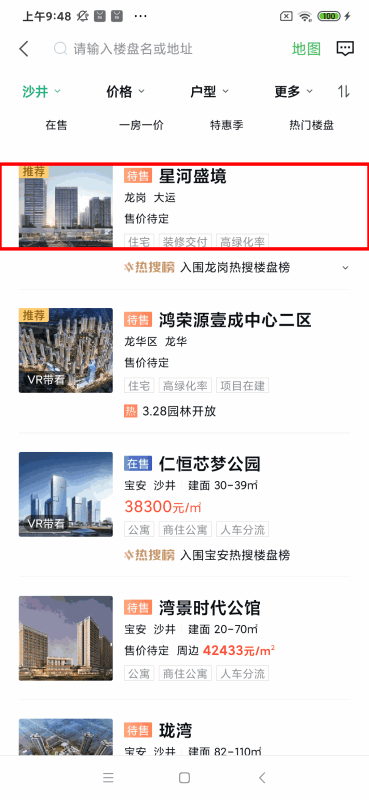 上午9:48 ··· 100
请输入楼盘名或地址 地图
沙井 价格 户型 更多
在售 一房一价 特惠季 热门楼盘
推荐
待售 星河盛境
龙岗 大运
售价待定
住宅 装修交付 高绿化率
热搜榜 入围龙岗热搜楼盘榜
推荐
待售 鸿荣源壹成中心二区
龙华区 龙华
售价待定
VR带看
住宅 高绿化率 项目在建
热 3.28园林开放
在售 仁恒芯梦公园
宝安 沙井 建面 30-39㎡
38300元/㎡
VR带看
公寓 商住公寓 人车分流
热搜榜 入围宝安热搜楼盘榜
待售 湾景时代公馆
宝安 沙井 建面 20-70㎡
售价待定 周边 42433元/m²
公寓 商住公寓 人车分流
待售 珑湾
宝安 沙井 建面 82-110㎡